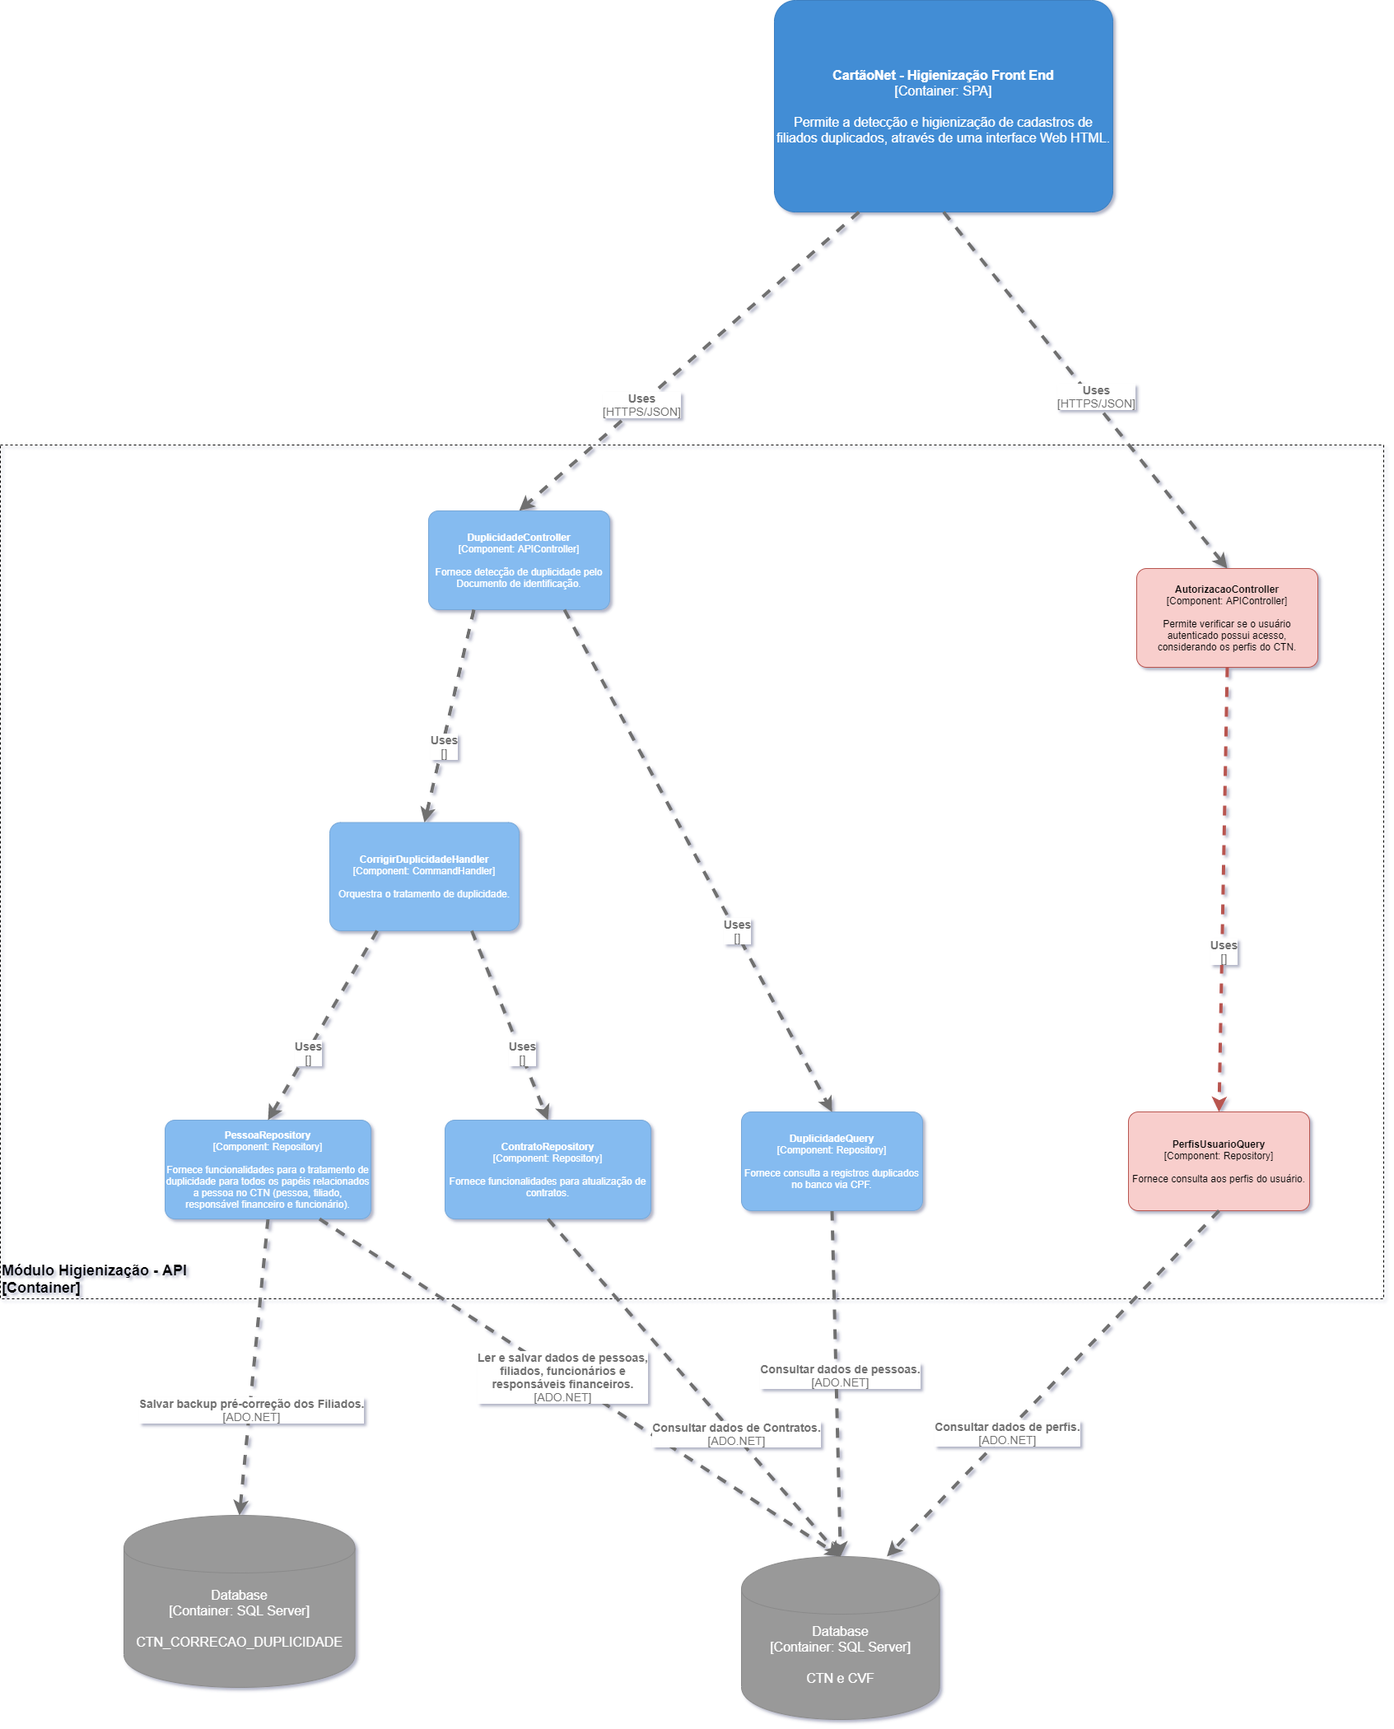 CartãoNet - Higienização Front End
[Container: SPA]
Permite a detecção e higienização de cadastros de
filiados duplicados, através de uma interface Web HTML.
Uses
[HTTPS/JSON]
Uses
[HTTPS/JSON]
DuplicidadeController
[Component: APIController]
Fornece detecção de duplicidade pelo
Documento de identificação.
AutorizacaoController
[Component: APIController]
Permite verificar se o usuário
autenticado possui acesso,
considerando os perfis do CTN.
Uses
[]
CorrigirDuplicidadeHandler
[Component: CommandHandler]
Orquestra o tratamento de duplicidade.
Uses
[]
Uses
[]
Uses
[]
Uses
[]
PessoaRepository
[Component: Repository]
Fornece funcionalidades para o tratamento de
duplicidade para todos os papéis relacionados
a pessoa no CTN (pessoa, filiado,
responsável financeiro e funcionário).
ContratoRepository
[Component: Repository]
Fornece funcionalidades para atualização de
contratos.
DuplicidadeQuery
[Component: Repository]
Fornece consulta a registros duplicados
no banco via CPF.
PerfisUsuarioQuery
[Component: Repository]
Fornece consulta aos perfis do usuário.
Módulo Higienização - API
[Container]
Ler e salvar dados de pessoas,
filiados, funcionários e
responsáveis financeiros.
[ADO.NET]
Consultar dados de pessoas.
[ADO.NET]
Salvar backup pré-correção dos Filiados.
[ADO.NET]
Consultar dados de Contratos.
[ADO.NET]
Consultar dados de perfis.
[ADO.NET]
Database
[Container: SQL Server]
CTN_CORRECAO_DUPLICIDADE
Database
[Container: SQL Server]
CTN e CVF